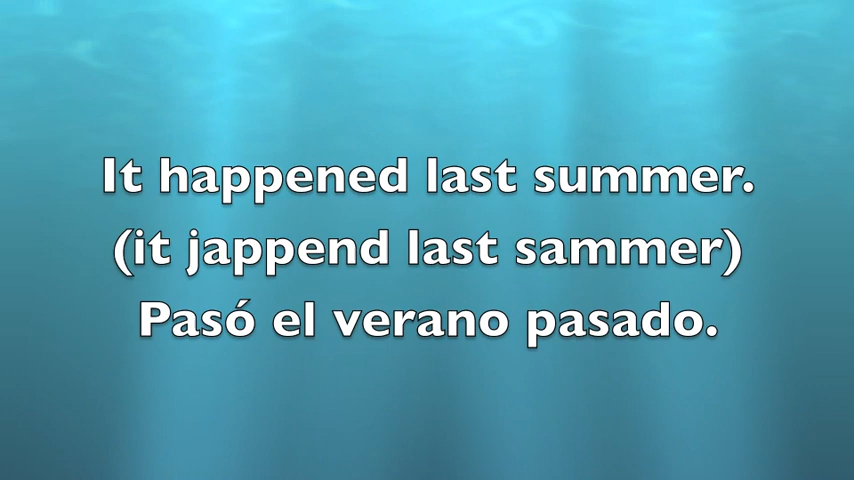 It happened last summer.
(it jappend last sammer)
Pasó el verano pasado.